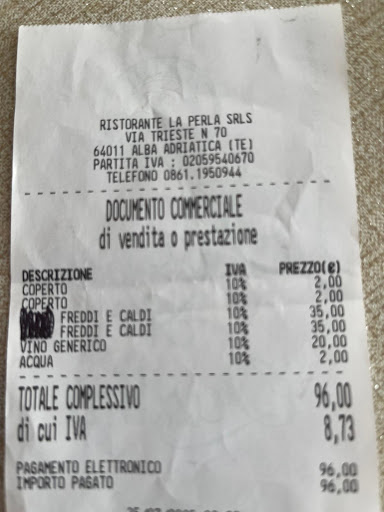 RISTORANTE LA PERLA SRLS
VIA TRIESTE N 70
64011 ALBA ADRIATICA (TE)
PARTITA IVA : 02059540670
TELEFONO 0861.1950944
DOCUMENTO COMMERCIALE
di vendita o prestazione
DESCRIZIONE IVA PREZZO(€)
COPERTO 10% 2,00
COPERTO 10% 2,00
FREDDI E CALDI 10% 35,00
FREDDI E CALDI 10% 35,00
VINO GENERICO 10% 20,00
ACQUA 10% 2,00
TOTALE COMPLESSIVO 96,00
di cui IVA 8,73
PAGAMENTO ELETTRONICO 96,00
IMPORTO PAGATO 96,00